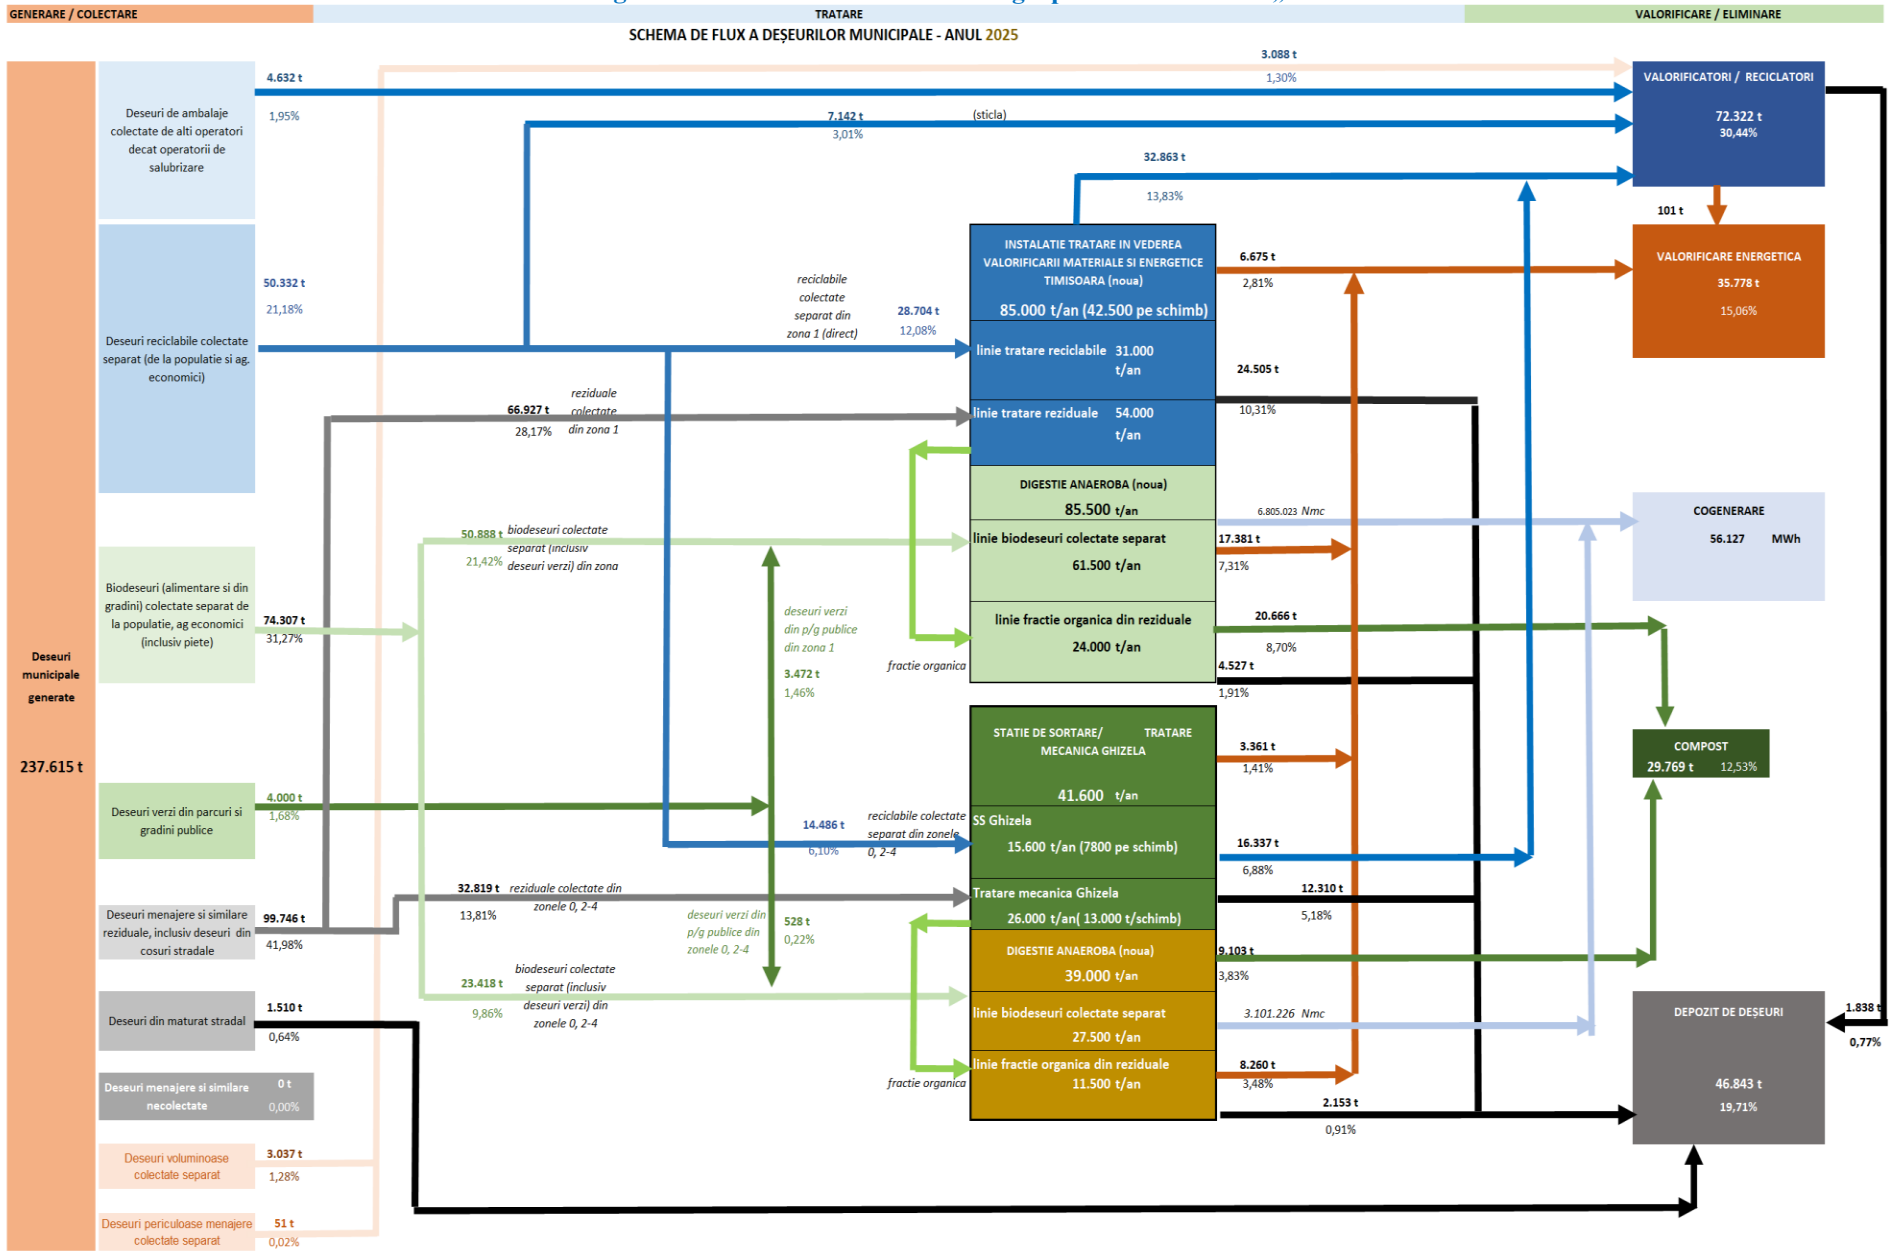 GENERARE / COLECTARE
TRATARE
VALORIFICARE / ELIMINARE
SCHEMA DE FLUX A DEȘEURILOR MUNICIPALE - ANUL 2025
Deseuri
municipale
generate
237.615 t
Deseuri de ambalaje
colectate de alti operatori
decat operatorii de
salubrizare
4.632 t
1,95%
Deseuri reciclabile colectate
separat (de la populatie si ag.
economici)
50.332 t
21,18%
Biodeseuri (alimentare si din
gradini) colectate separat de
la populatie, ag economici
(inclusiv piete)
74.307 t
31,27%
Deseuri verzi din parcuri si
gradini publice
4.000 t
1,68%
Deseuri menajere si similare
reziduale, inclusiv deseuri din
cosuri stradale
99.746 t
41,98%
Deseuri din maturat stradal
1.510 t
0,64%
Deseuri menajere si similare
necolectate
0 t
0,00%
Deseuri voluminoase
colectate separat
3.037 t
1,28%
Deseuri periculoase menajere
colectate separat
51 t
0,02%
3.088 t
1,30%
7.142 t
3,01%
(sticla)
32.863 t
13,83%
reciclabile
colectate
separat din
zona 1 (direct)
28.704 t
12,08%
66.927 t
28,17%
reziduale
colectate
din zona 1
50.888 t
21,42%
biodeseuri colectate
separat (inclusiv
deseuri verzi) din zona
deseuri verzi
din p/g publice
din zona 1
3.472 t
1,46%
fractie organica
14.486 t
6,10%
reciclabile colectate
separat din zonele
0, 2-4
32.819 t
13,81%
reziduale colectate din
zonele 0, 2-4
deseuri verzi din
p/g publice din
zonele 0, 2-4
528 t
0,22%
23.418 t
9,86%
biodeseuri colectate
separat (inclusiv
deseuri verzi) din
zonele 0, 2-4
fractie organica
INSTALATIE TRATARE IN VEDEREA
VALORIFICARII MATERIALE SI ENERGETICE
TIMISOARA (noua)
85.000 t/an (42.500 pe schimb)
linie tratare reciclabile 31.000
t/an
linie tratare reziduale 54.000
t/an
DIGESTIE ANAEROBA (noua)
85.500 t/an
linie biodeseuri colectate separat
61.500 t/an
linie fractie organica din reziduale
24.000 t/an
STATIE DE SORTARE/ TRATARE
MECANICA GHIZELA
41.600 t/an
SS Ghizela
15.600 t/an (7800 pe schimb)
Tratare mecanica Ghizela
26.000 t/an( 13.000 t/schimb)
DIGESTIE ANAEROBA (noua)
39.000 t/an
linie biodeseuri colectate separat
27.500 t/an
linie fractie organica din reziduale
11.500 t/an
6.675 t
2,81%
24.505 t
10,31%
6.805.023 Nmc
17.381 t
7,31%
20.666 t
8,70%
4.527 t
1,91%
3.361 t
1,41%
16.337 t
6,88%
12.310 t
5,18%
9.103 t
3,83%
3.101.226 Nmc
8.260 t
3,48%
2.153 t
0,91%
VALORIFICATORI / RECICLATORI
72.322 t
30,44%
101 t
VALORIFICARE ENERGETICA
35.778 t
15,06%
COGENERARE
56.127 MWh
COMPOST
29.769 t 12,53%
DEPOZIT DE DEȘEURI
46.843 t
19,71%
1.838 t
0,77%